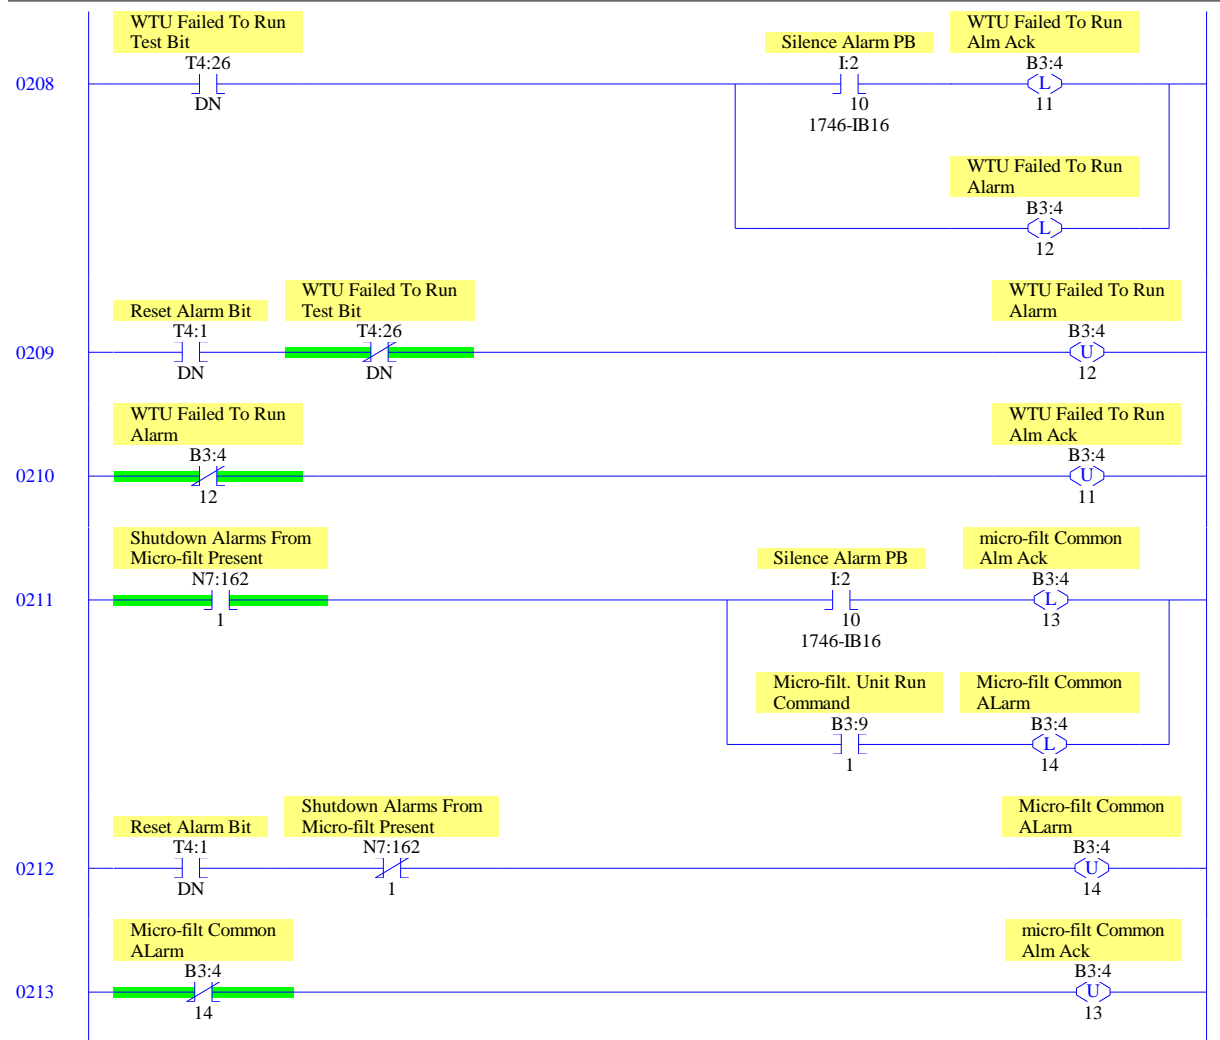 WTU Failed To Run
Test Bit
T4:26
DN
Silence Alarm PB
I:2
10
1746-IB16
WTU Failed To Run
Alm Ack
B3:4
L
11
0208
WTU Failed To Run
Alarm
B3:4
L
12
Reset Alarm Bit
T4:1
DN
WTU Failed To Run
Test Bit
T4:26
DN
WTU Failed To Run
Alarm
B3:4
U
12
0209
WTU Failed To Run
Alarm
B3:4
12
WTU Failed To Run
Alm Ack
B3:4
U
11
0210
Shutdown Alarms From
Micro-filt Present
N7:162
1
Silence Alarm PB
I:2
10
1746-IB16
micro-filt Common
Alm Ack
B3:4
L
13
0211
Micro-filt. Unit Run
Command
B3:9
1
Micro-filt Common
ALarm
B3:4
L
14
Reset Alarm Bit
T4:1
DN
Shutdown Alarms From
Micro-filt Present
N7:162
1
Micro-filt Common
ALarm
B3:4
U
14
0212
Micro-filt Common
ALarm
B3:4
14
micro-filt Common
Alm Ack
B3:4
U
13
0213